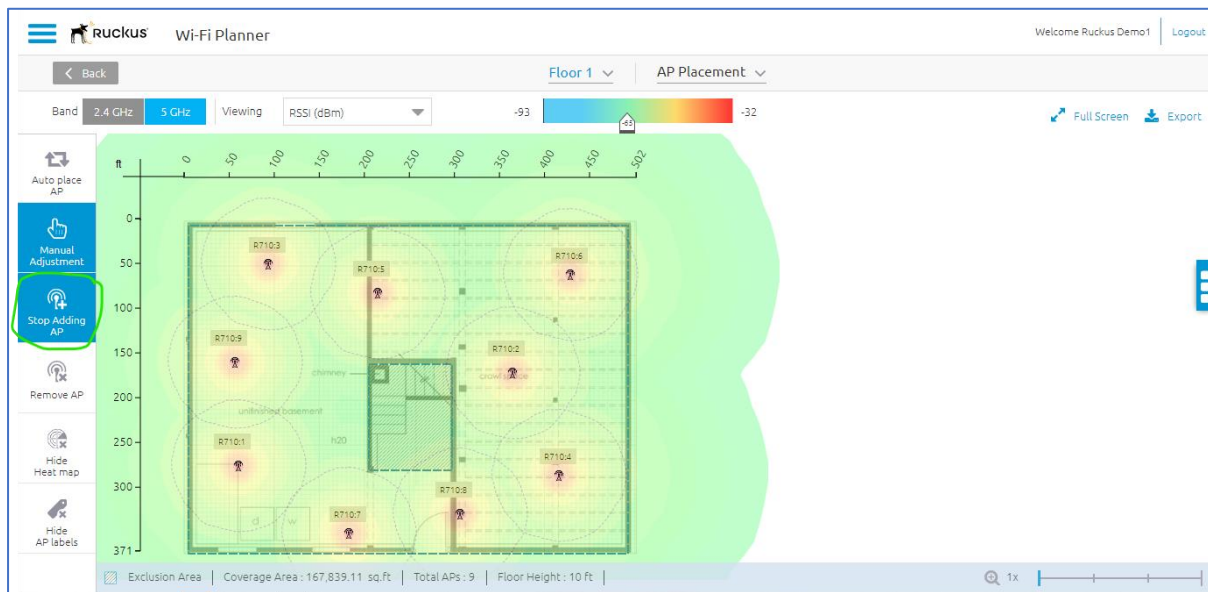 Ruckus Wi-Fi Planner
Welcome Ruckus Demo1 Logout
Back
Floor 1
AP Placement
Band 2.4 GHz 5 GHz Viewing RSSI (dBm) -93 -65 -32
Full Screen Export
Auto place
AP
Manual
Adjustment
Stop Adding
AP
Remove AP
Hide
Heat map
Hide
AP labels
ft
0 50 100 150 200 250 300 350 400 450 502
0
50
100
150
200
250
300
371
R710:3
R710:5
R710:6
R710:9
R710:2
chimney
crawl space
unfinished basement
h20
R710:1
R710:4
R710:8
R710:7
d w
Exclusion Area Coverage Area : 167,839.11 sq.ft Total APs : 9 Floor Height : 10 ft
1x